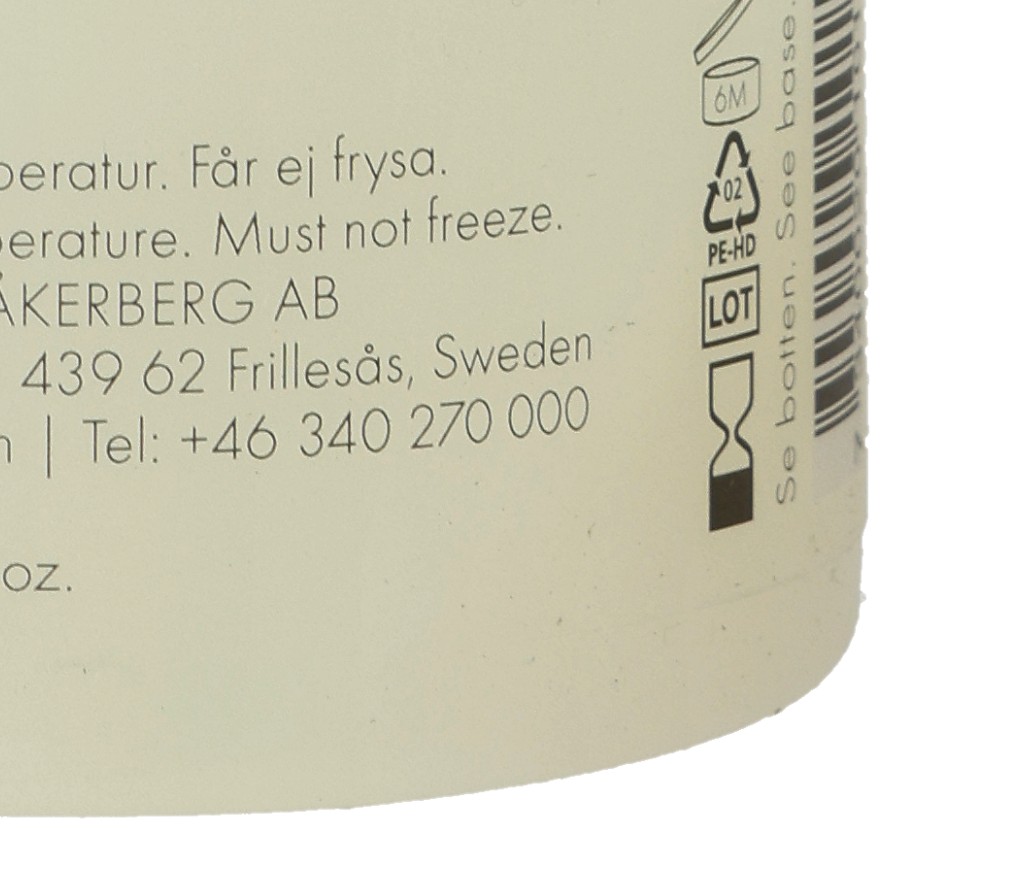 peratur. Får ej frysa.
perature. Must not freeze.
ÅKERBERG AB
439 62 Frillesås, Sweden
| Tel: +46 340 270 000
oz.
6M
02
PE-HD
LOT
Se botten. See base.